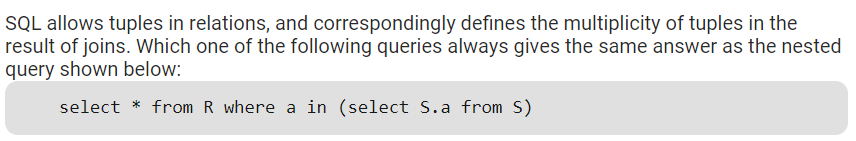 SQL allows tuples in relations, and correspondingly defines the multiplicity of tuples in the
result of joins. Which one of the following queries always gives the same answer as the nested
query shown below:
select * from R where a in (select S.a from S)